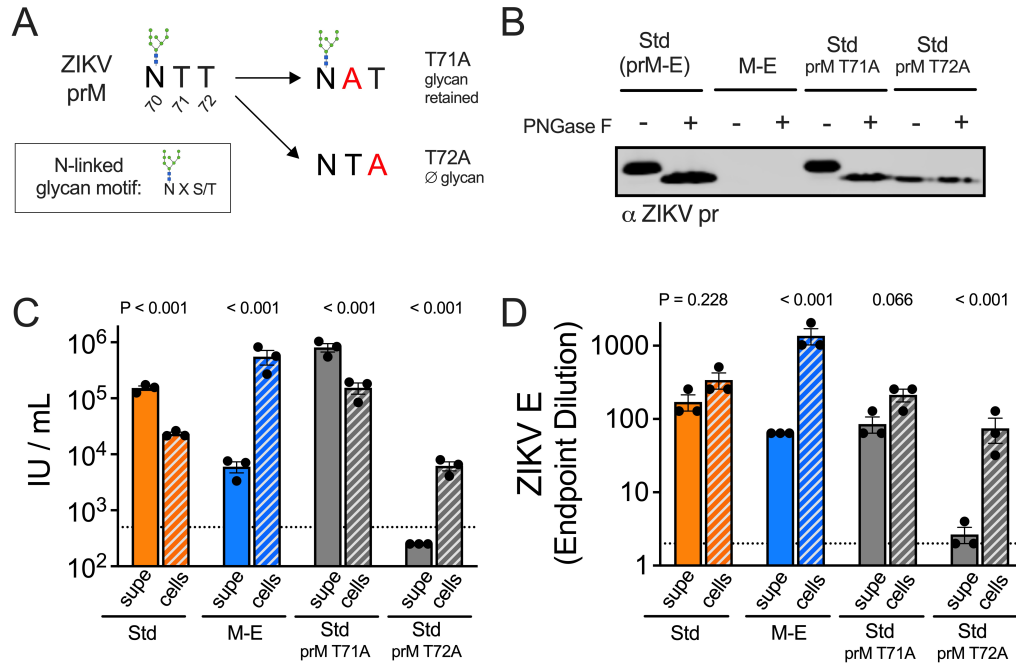 A
ZIKV
prM
N T T
70 71 72
N A T
T71A
glycan
retained
N T A
T72A
Ø glycan
N-linked
glycan motif:
N X S/T
B
Std
(prM-E)
M-E
Std
prM T71A
Std
prM T72A
PNGase F
- + - + - + - +
α ZIKV pr
C
P < 0.001
< 0.001
< 0.001
< 0.001
IU / mL
10⁶
10⁵
10⁴
10³
10²
supe cells supe cells supe cells supe cells
Std
M-E
Std
prM T71A
Std
prM T72A
D
P = 0.228
< 0.001
0.066
< 0.001
ZIKV E
(Endpoint Dilution)
1000
100
10
1
supe cells supe cells supe cells supe cells
Std
M-E
Std
prM T71A
Std
prM T72A